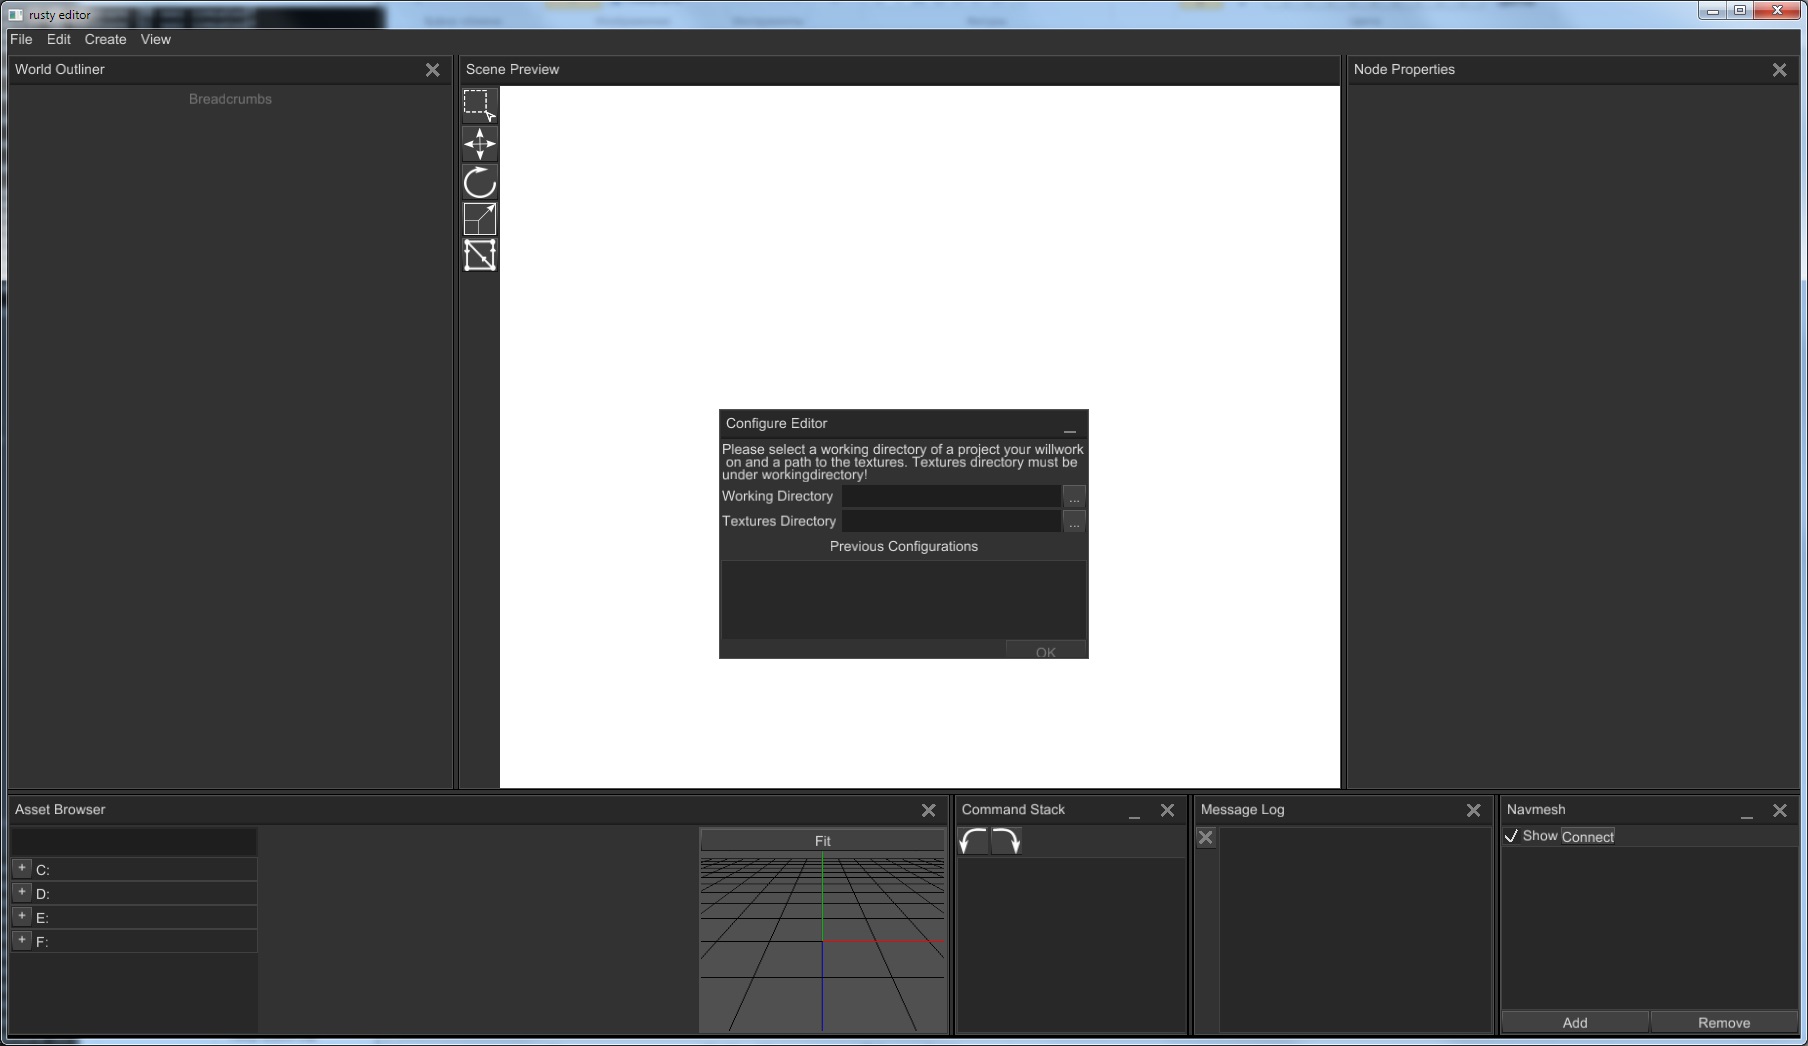 rusty editor
File Edit Create View
World Outliner
Breadcrumbs
Scene Preview
Node Properties
Configure Editor
Please select a working directory of a project your willwork
on and a path to the textures. Textures directory must be
under workingdirectory!
Working Directory ...
Textures Directory ...
Previous Configurations
OK
Asset Browser
C:
D:
E:
F:
Fit
Command Stack
Message Log
Navmesh
Show Connect
Add Remove